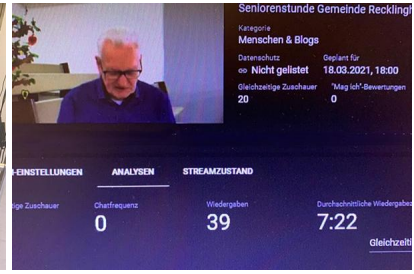 Seniorenstunde Gemeinde Reckling
Kategorie
Menschen & Blogs
Datenschutz Geplant für
Nicht gelistet 18.03.2021, 18:00
Gleichzeitige Zuschauer "Mag ich"-Bewertungen
20 0
-EINSTELLUNGEN ANALYSEN STREAMZUSTAND
tige Zuschauer Chatfrequenz Wiedergaben Durchschnittliche Wiedergabez
0 39 7:22
Gleichzeiti